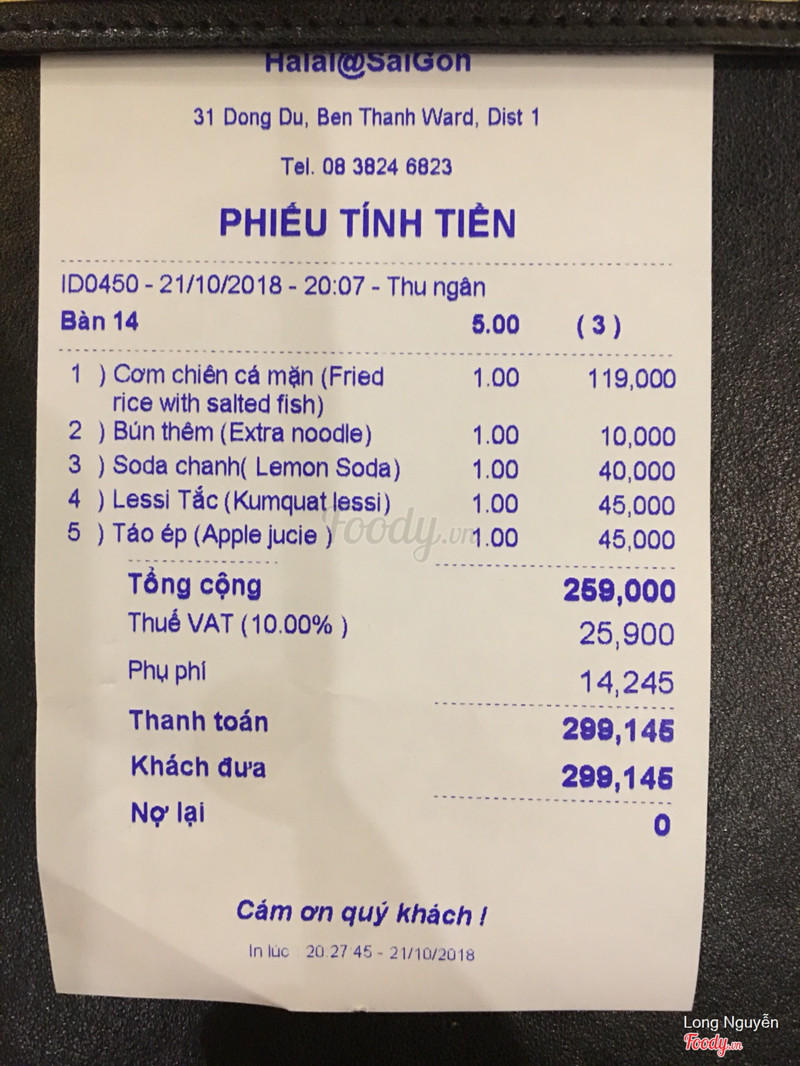 Halal@SaiGon
31 Dong Du, Ben Thanh Ward, Dist 1
Tel. 08 3824 6823
PHIẾU TÍNH TIỀN
ID0450 - 21/10/2018 - 20:07 - Thu ngân
Bàn 14 5.00 ( 3 )
1 ) Cơm chiên cá mặn (Fried 1.00 119,000
rice with salted fish)
2 ) Bún thêm (Extra noodle) 1.00 10,000
3 ) Soda chanh( Lemon Soda) 1.00 40,000
4 ) Lessi Tắc (Kumquat lessi) 1.00 45,000
5 ) Táo ép (Apple jucie ) 1.00 45,000
Foody.vn
Tổng cộng 259,000
Thuế VAT (10.00% ) 25,900
Phụ phí 14,245
Thanh toán 299,145
Khách đưa 299,145
Nợ lại 0
Cám ơn quý khách !
In lúc : 20:27:45 - 21/10/2018
Long Nguyễn
Foody.vn